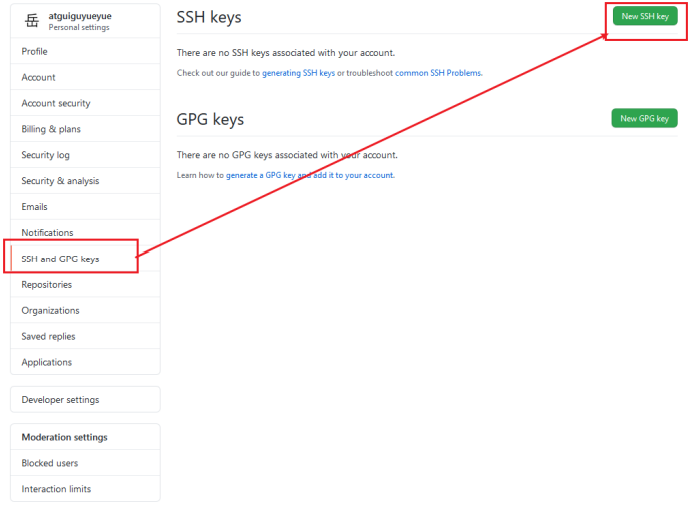 岳
atguiguyueyue
Personal settings
Profile
Account
Account security
Billing & plans
Security log
Security & analysis
Emails
Notifications
SSH and GPG keys
Repositories
Organizations
Saved replies
Applications
Developer settings
Moderation settings
Blocked users
Interaction limits
SSH keys
New SSH key
There are no SSH keys associated with your account.
Check out our guide to generating SSH keys or troubleshoot common SSH Problems.
GPG keys
New GPG key
There are no GPG keys associated with your account.
Learn how to generate a GPG key and add it to your account.